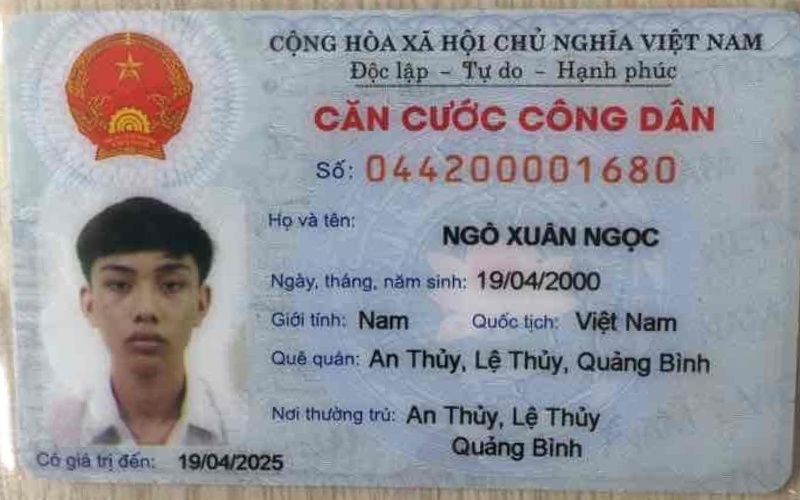 CỘNG HÒA XÃ HỘI CHỦ NGHĨA VIỆT NAM
Độc lập - Tự do - Hạnh phúc
CĂN CƯỚC CÔNG DÂN
Số: 044200001680
Họ và tên:
NGÔ XUÂN NGỌC
Ngày, tháng, năm sinh: 19/04/2000
Giới tính: Nam Quốc tịch: Việt Nam
Quê quán: An Thủy, Lệ Thủy, Quảng Bình
Nơi thường trú: An Thủy, Lệ Thủy
Quảng Bình
Có giá trị đến: 19/04/2025